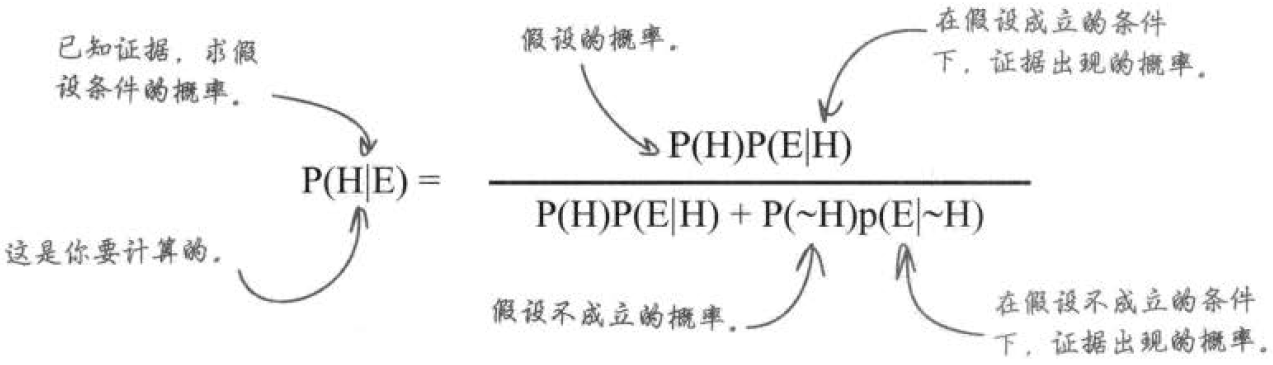 已知证据，求假
设条件的概率。
假设的概率。
在假设成立的条件
下，证据出现的概率。
P(H)P(E|H)
P(H|E) =
P(H)P(E|H) + P(~H)p(E|~H)
这是你要计算的。
假设不成立的概率。
在假设不成立的条件
下，证据出现的概率。